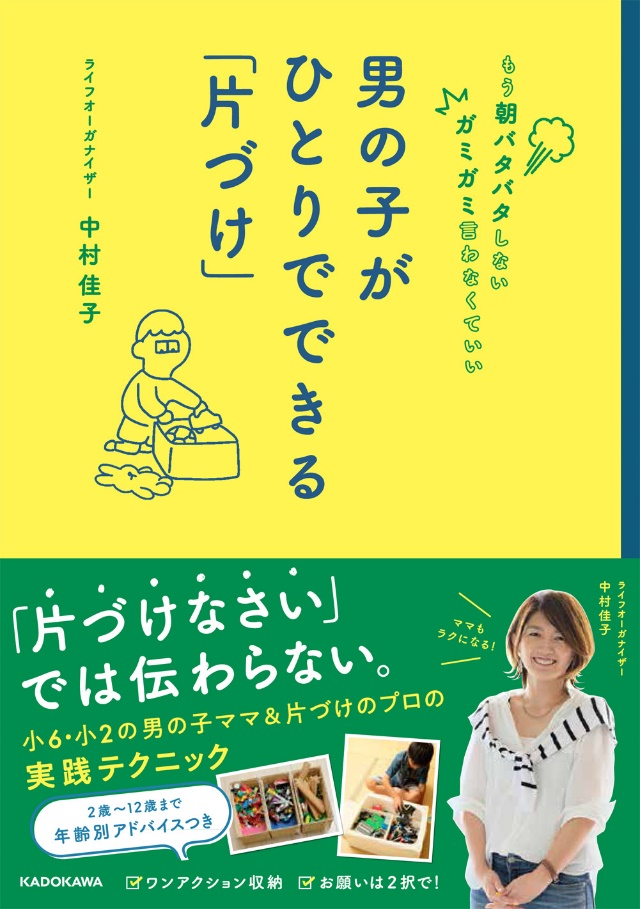 もう朝バタバタしない
ガミガミ言わなくていい
男の子が
ひとりでできる
「片づけ」
ライフオーガナイザー 中村佳子
「片づけなさい」
では伝わらない。
小6・小2の男の子ママ&片づけのプロの
実践テクニック
2歳～12歳まで
年齢別アドバイスつき
ママも
ラクになる!
ライフオーガナイザー
中村佳子
KADOKAWA
ワンアクション収納
お願いは2択で!